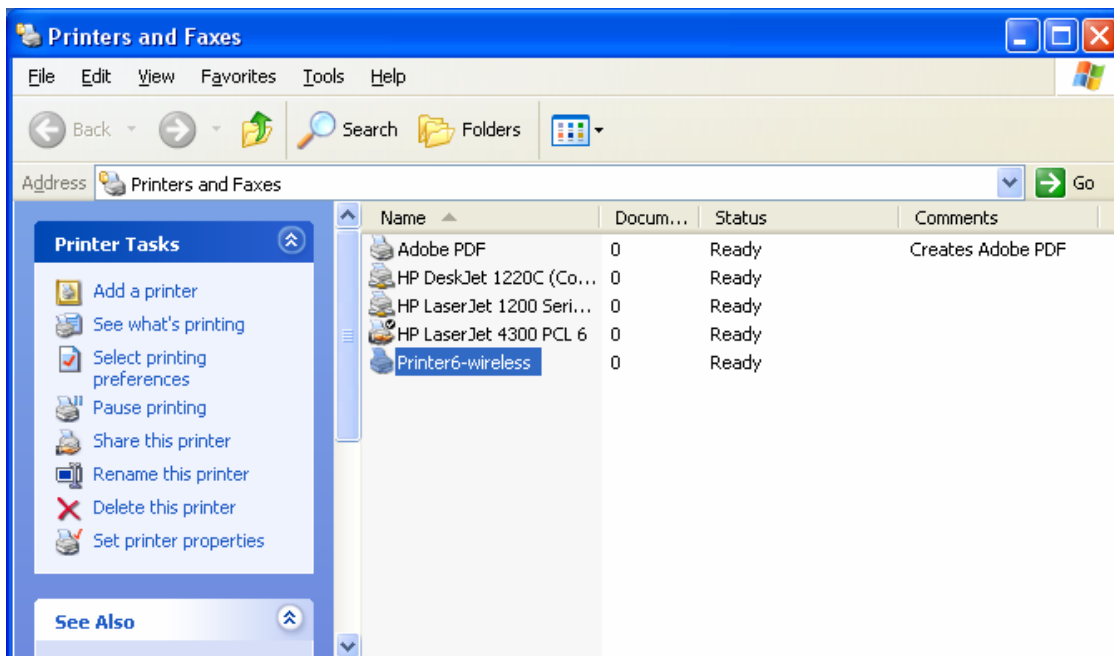 Printers and Faxes
File Edit View Favorites Tools Help
Back Search Folders
Address Printers and Faxes Go
Printer Tasks
Add a printer
See what's printing
Select printing
preferences
Pause printing
Share this printer
Rename this printer
Delete this printer
Set printer properties
See Also
Name Docum... Status Comments
Adobe PDF 0 Ready Creates Adobe PDF
HP DeskJet 1220C (Co... 0 Ready
HP LaserJet 1200 Seri... 0 Ready
HP LaserJet 4300 PCL 6 0 Ready
Printer6-wireless 0 Ready